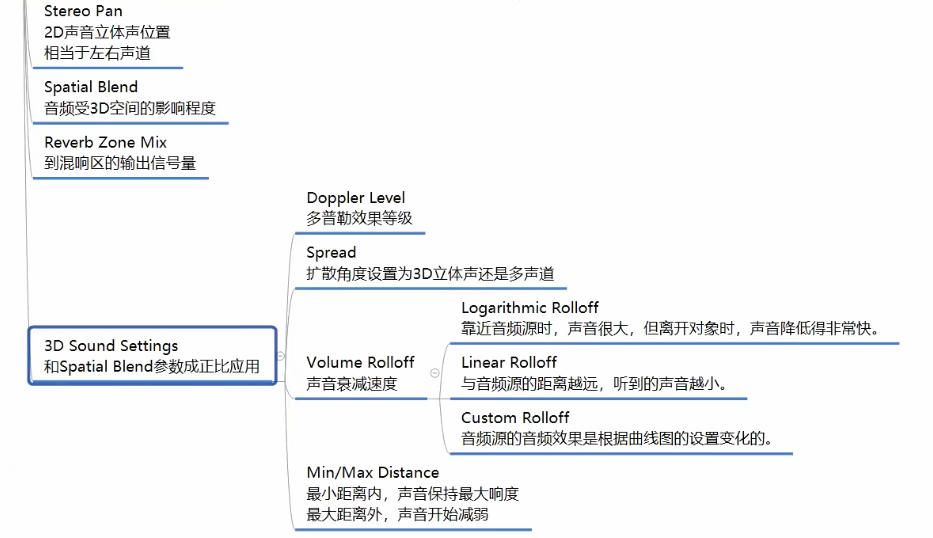 Stereo Pan
2D声音立体声位置
相当于左右声道
Spatial Blend
音频受3D空间的影响程度
Reverb Zone Mix
到混响区的输出信号量
3D Sound Settings
和Spatial Blend参数成正比应用
Doppler Level
多普勒效果等级
Spread
扩散角度设置为3D立体声还是多声道
Volume Rolloff
声音衰减速度
Logarithmic Rolloff
靠近音频源时，声音很大，但离开对象时，声音降低得非常快。
Linear Rolloff
与音频源的距离越远，听到的声音越小。
Custom Rolloff
音频源的音频效果是根据曲线图的设置变化的。
Min/Max Distance
最小距离内，声音保持最大响度
最大距离外，声音开始减弱